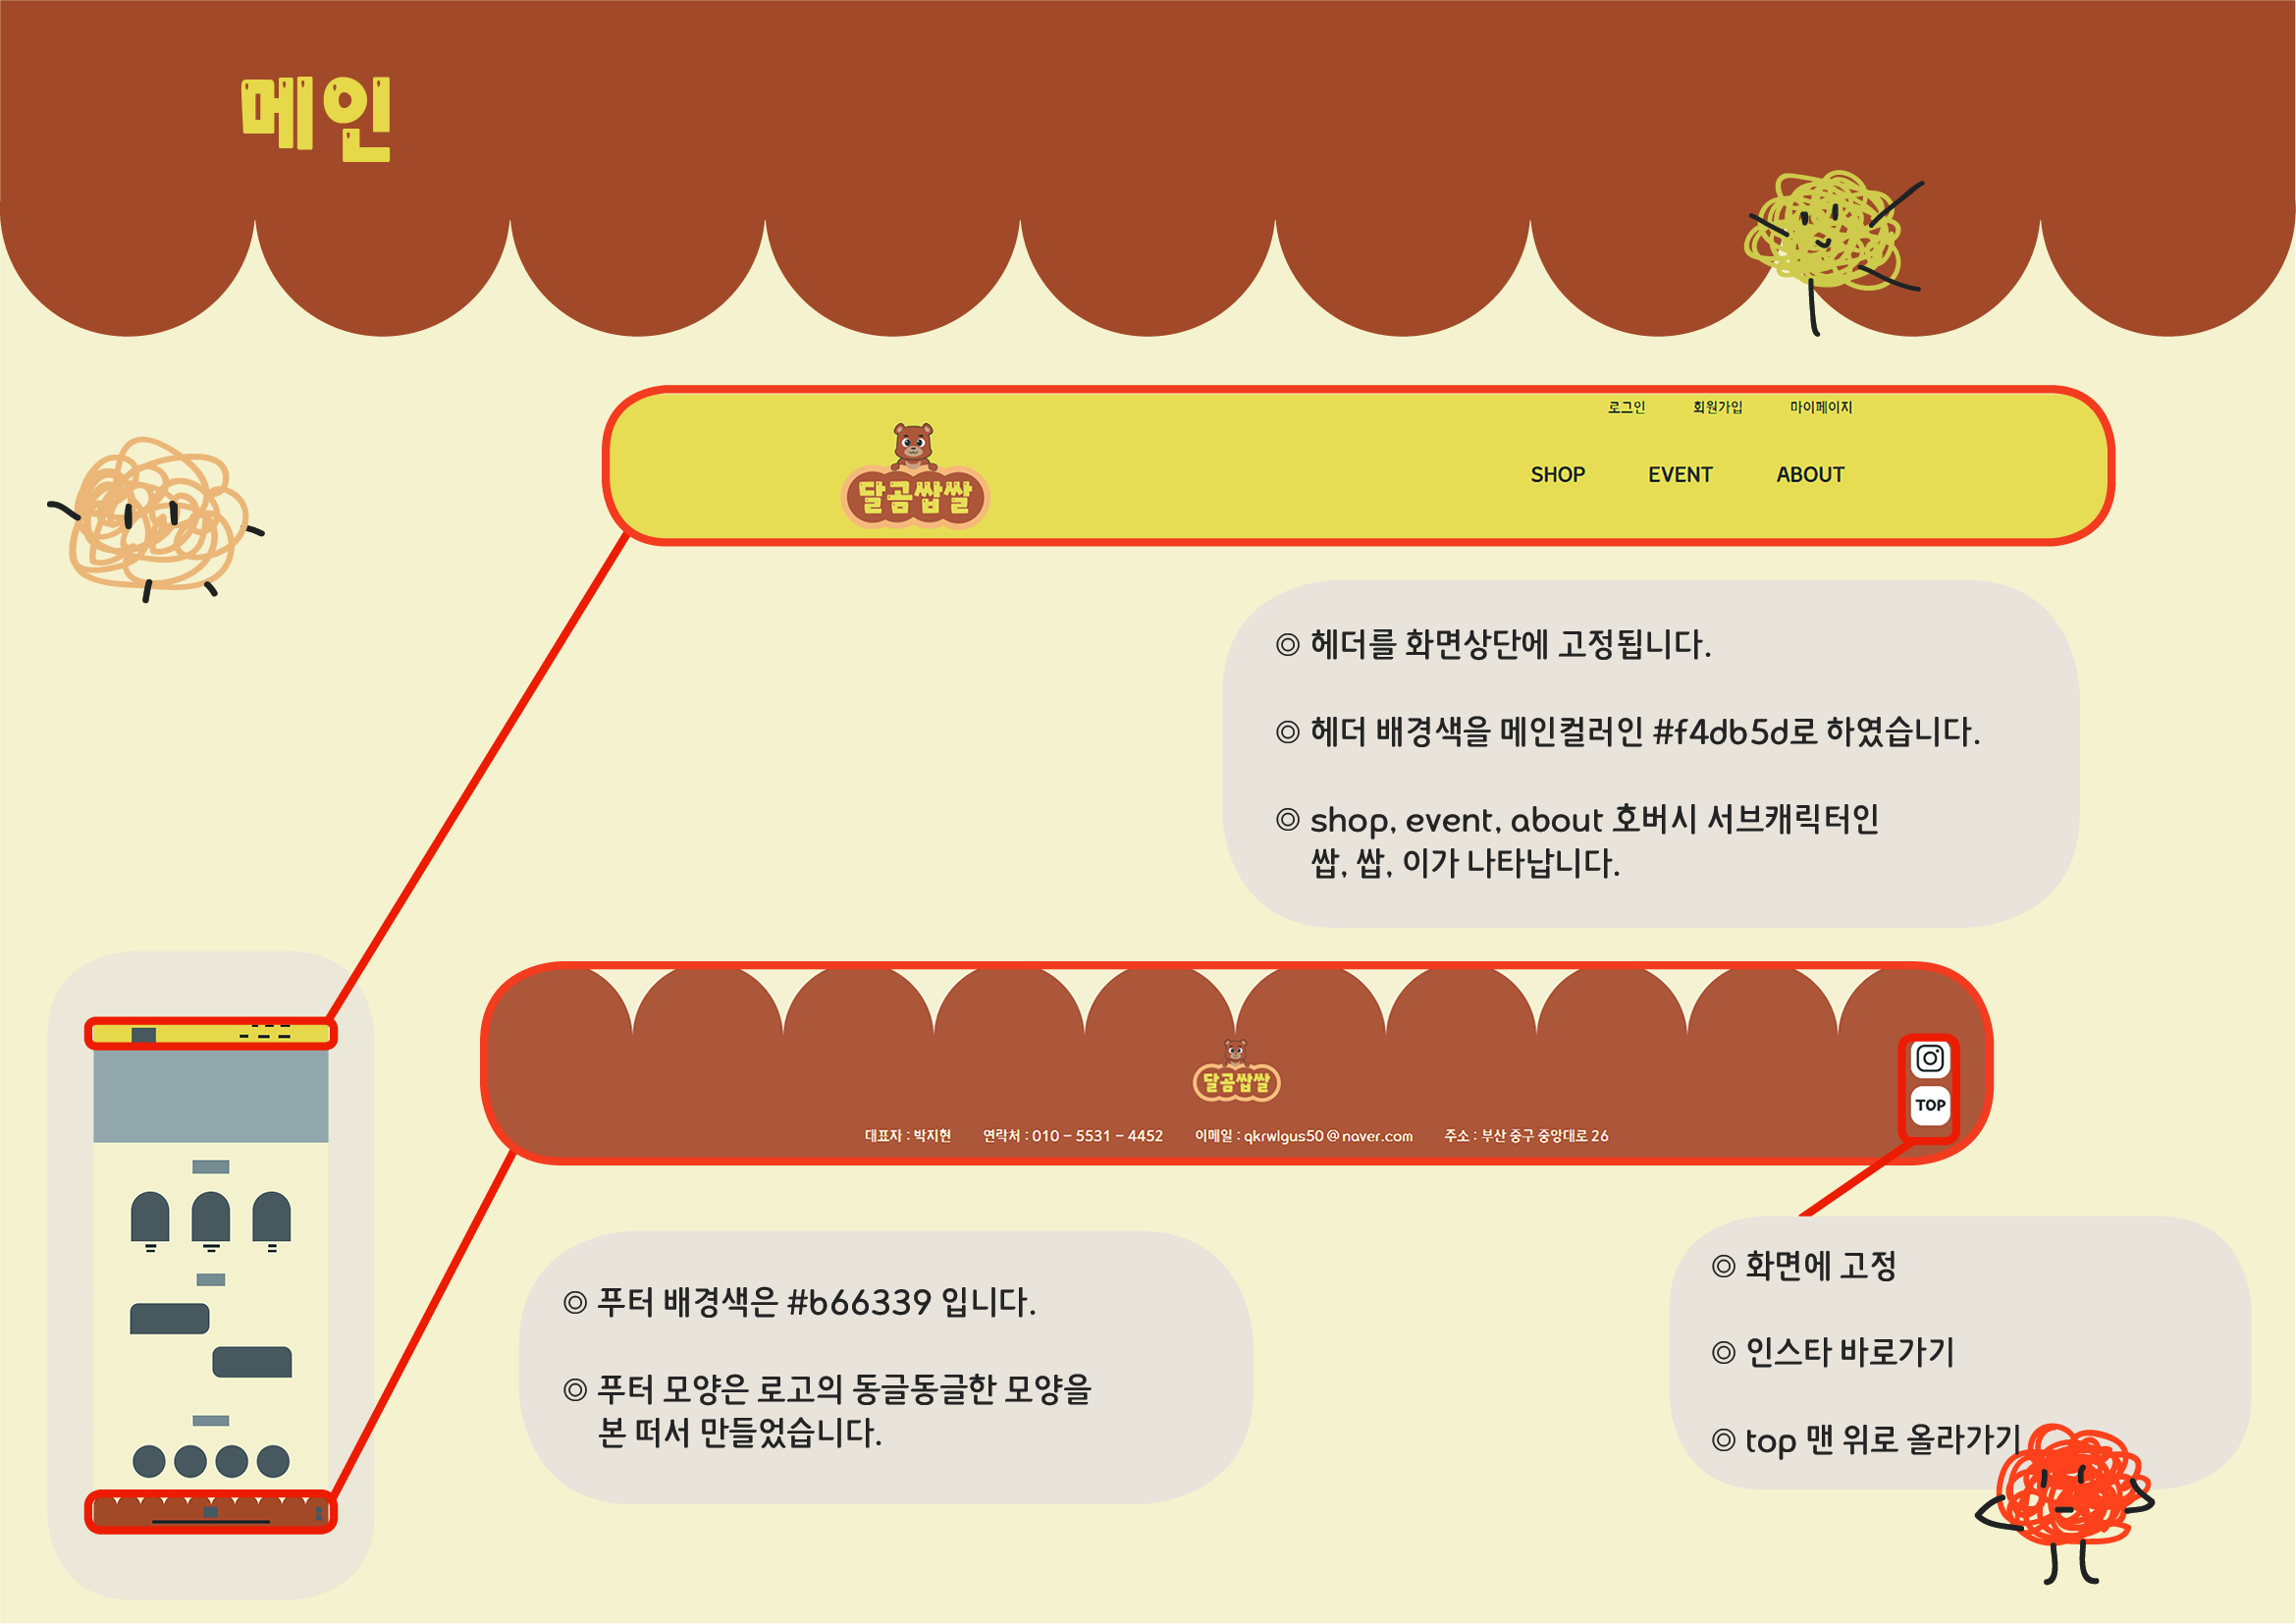 메인
로그인 회원가입 마이페이지
달콤쌉쌀
SHOP EVENT ABOUT
◎ 헤더를 화면상단에 고정됩니다.
◎ 헤더 배경색을 메인컬러인 #f4db5d로 하였습니다.
◎ shop, event, about 호버시 서브캐릭터인
쌉, 쌉, 이가 나타납니다.
달콤쌉쌀
TOP
대표자 : 박지현 연락처 : 010 - 5531 - 4452 이메일 : qkrwlgus50@naver.com 주소 : 부산 중구 중앙대로 26
◎ 푸터 배경색은 #b66339 입니다.
◎ 푸터 모양은 로고의 동글동글한 모양을
본 떠서 만들었습니다.
◎ 화면에 고정
◎ 인스타 바로가기
◎ top 맨 위로 올라가기